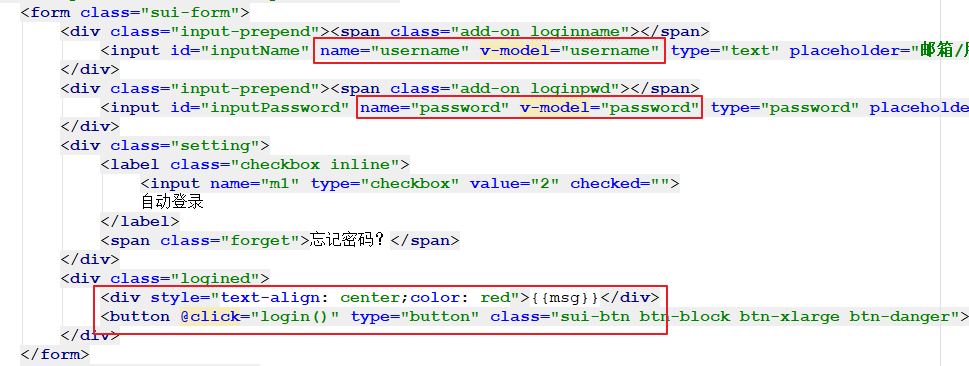 <form class="sui-form">
<div class="input-prepend"><span class="add-on loginname"></span>
<input id="inputName" name="username" v-model="username" type="text" placeholder="邮箱/
</div>
<div class="input-prepend"><span class="add-on loginpwd"></span>
<input id="inputPassword" name="password" v-model="password" type="password" placeholde
</div>
<div class="setting">
<label class="checkbox inline">
<input name="m1" type="checkbox" value="2" checked="">
自动登录
</label>
<span class="forget">忘记密码？</span>
</div>
<div class="logined">
<div style="text-align: center;color: red">{{msg}}</div>
<button @click="login()" type="button" class="sui-btn btn-block btn-xlarge btn-danger">
</div>
</form>